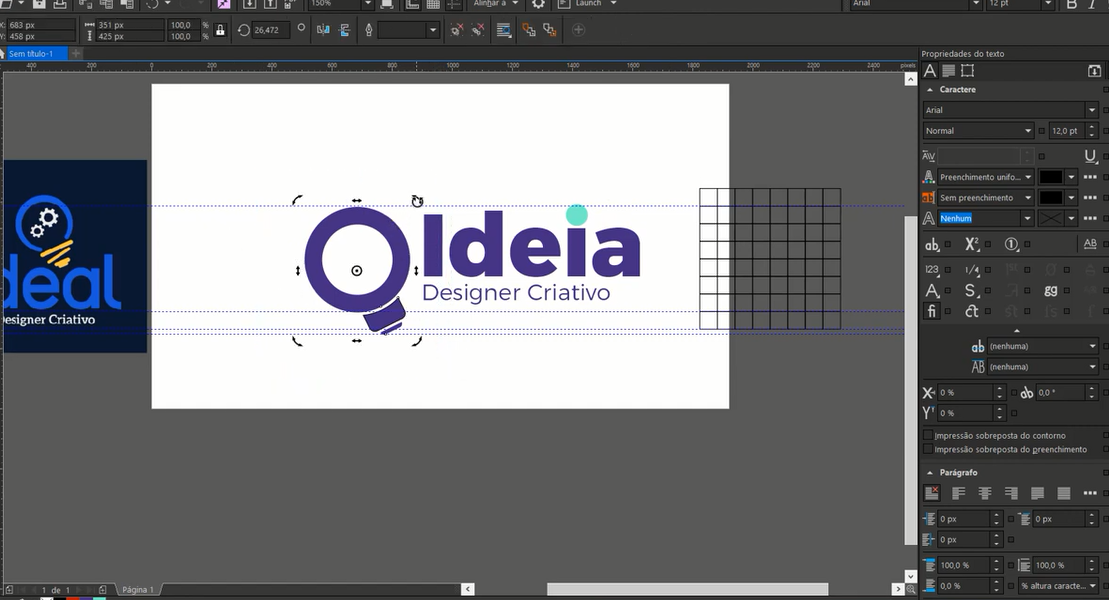 150%
Alinhar a
Launch
Arial
12 pt
X: 683 px
Y: 458 px
351 px
425 px
100,0 %
100,0 %
26,472
Sem título-1
400
200
0
200
400
600
800
1000
1200
1400
1600
1800
2000
2200
2400
pixels
deal
Designer Criativo
Ideia
Designer Criativo
Propriedades do texto
Caractere
Arial
Normal
12,0 pt
Preenchimento unifo...
Sem preenchimento
Nenhum
(nenhuma)
(nenhuma)
0 %
0,0 °
0 %
Impressão sobreposta do contorno
Impressão sobreposta do preenchimento
Parágrafo
0 px
0 px
0 px
100,0 %
100,0 %
0,0 %
% altura caracte...
1 de 1
Página 1